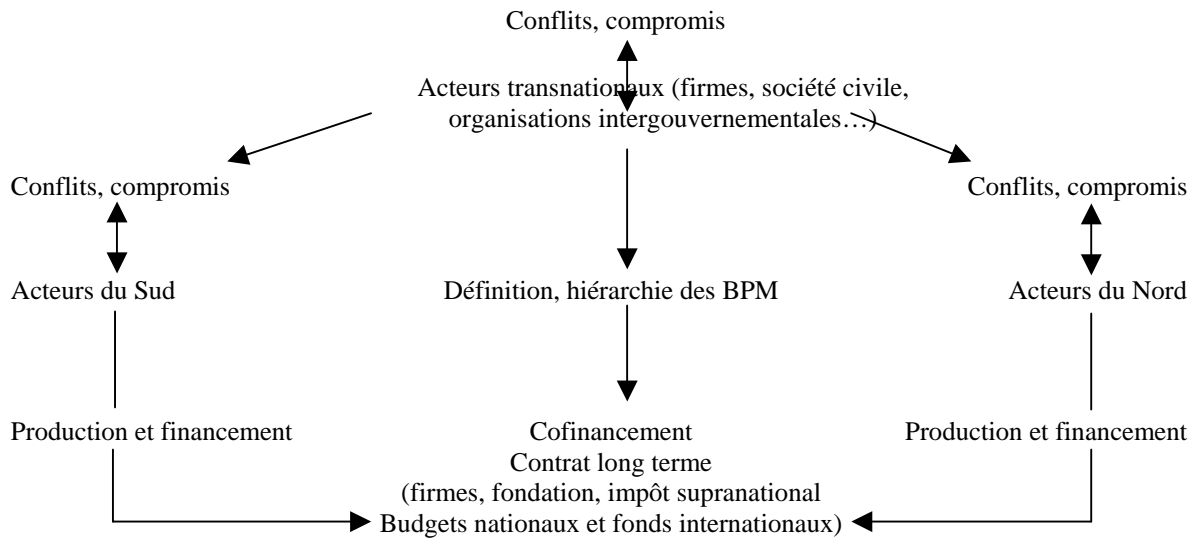 Conflits, compromis
Acteurs transnationaux (firmes, société civile,
organisations intergouvernementales…)
Conflits, compromis
Conflits, compromis
Acteurs du Sud
Définition, hiérarchie des BPM
Acteurs du Nord
Production et financement
Cofinancement
Production et financement
Contrat long terme
(firmes, fondation, impôt supranational
Budgets nationaux et fonds internationaux)